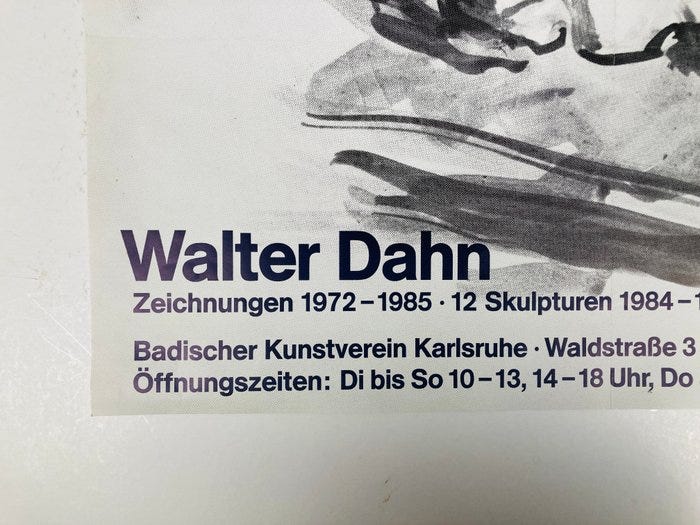 Walter Dahn
Zeichnungen 1972–1985 · 12 Skulpturen 1984–
Badischer Kunstverein Karlsruhe · Waldstraße 3
Öffnungszeiten: Di bis So 10–13, 14–18 Uhr, Do